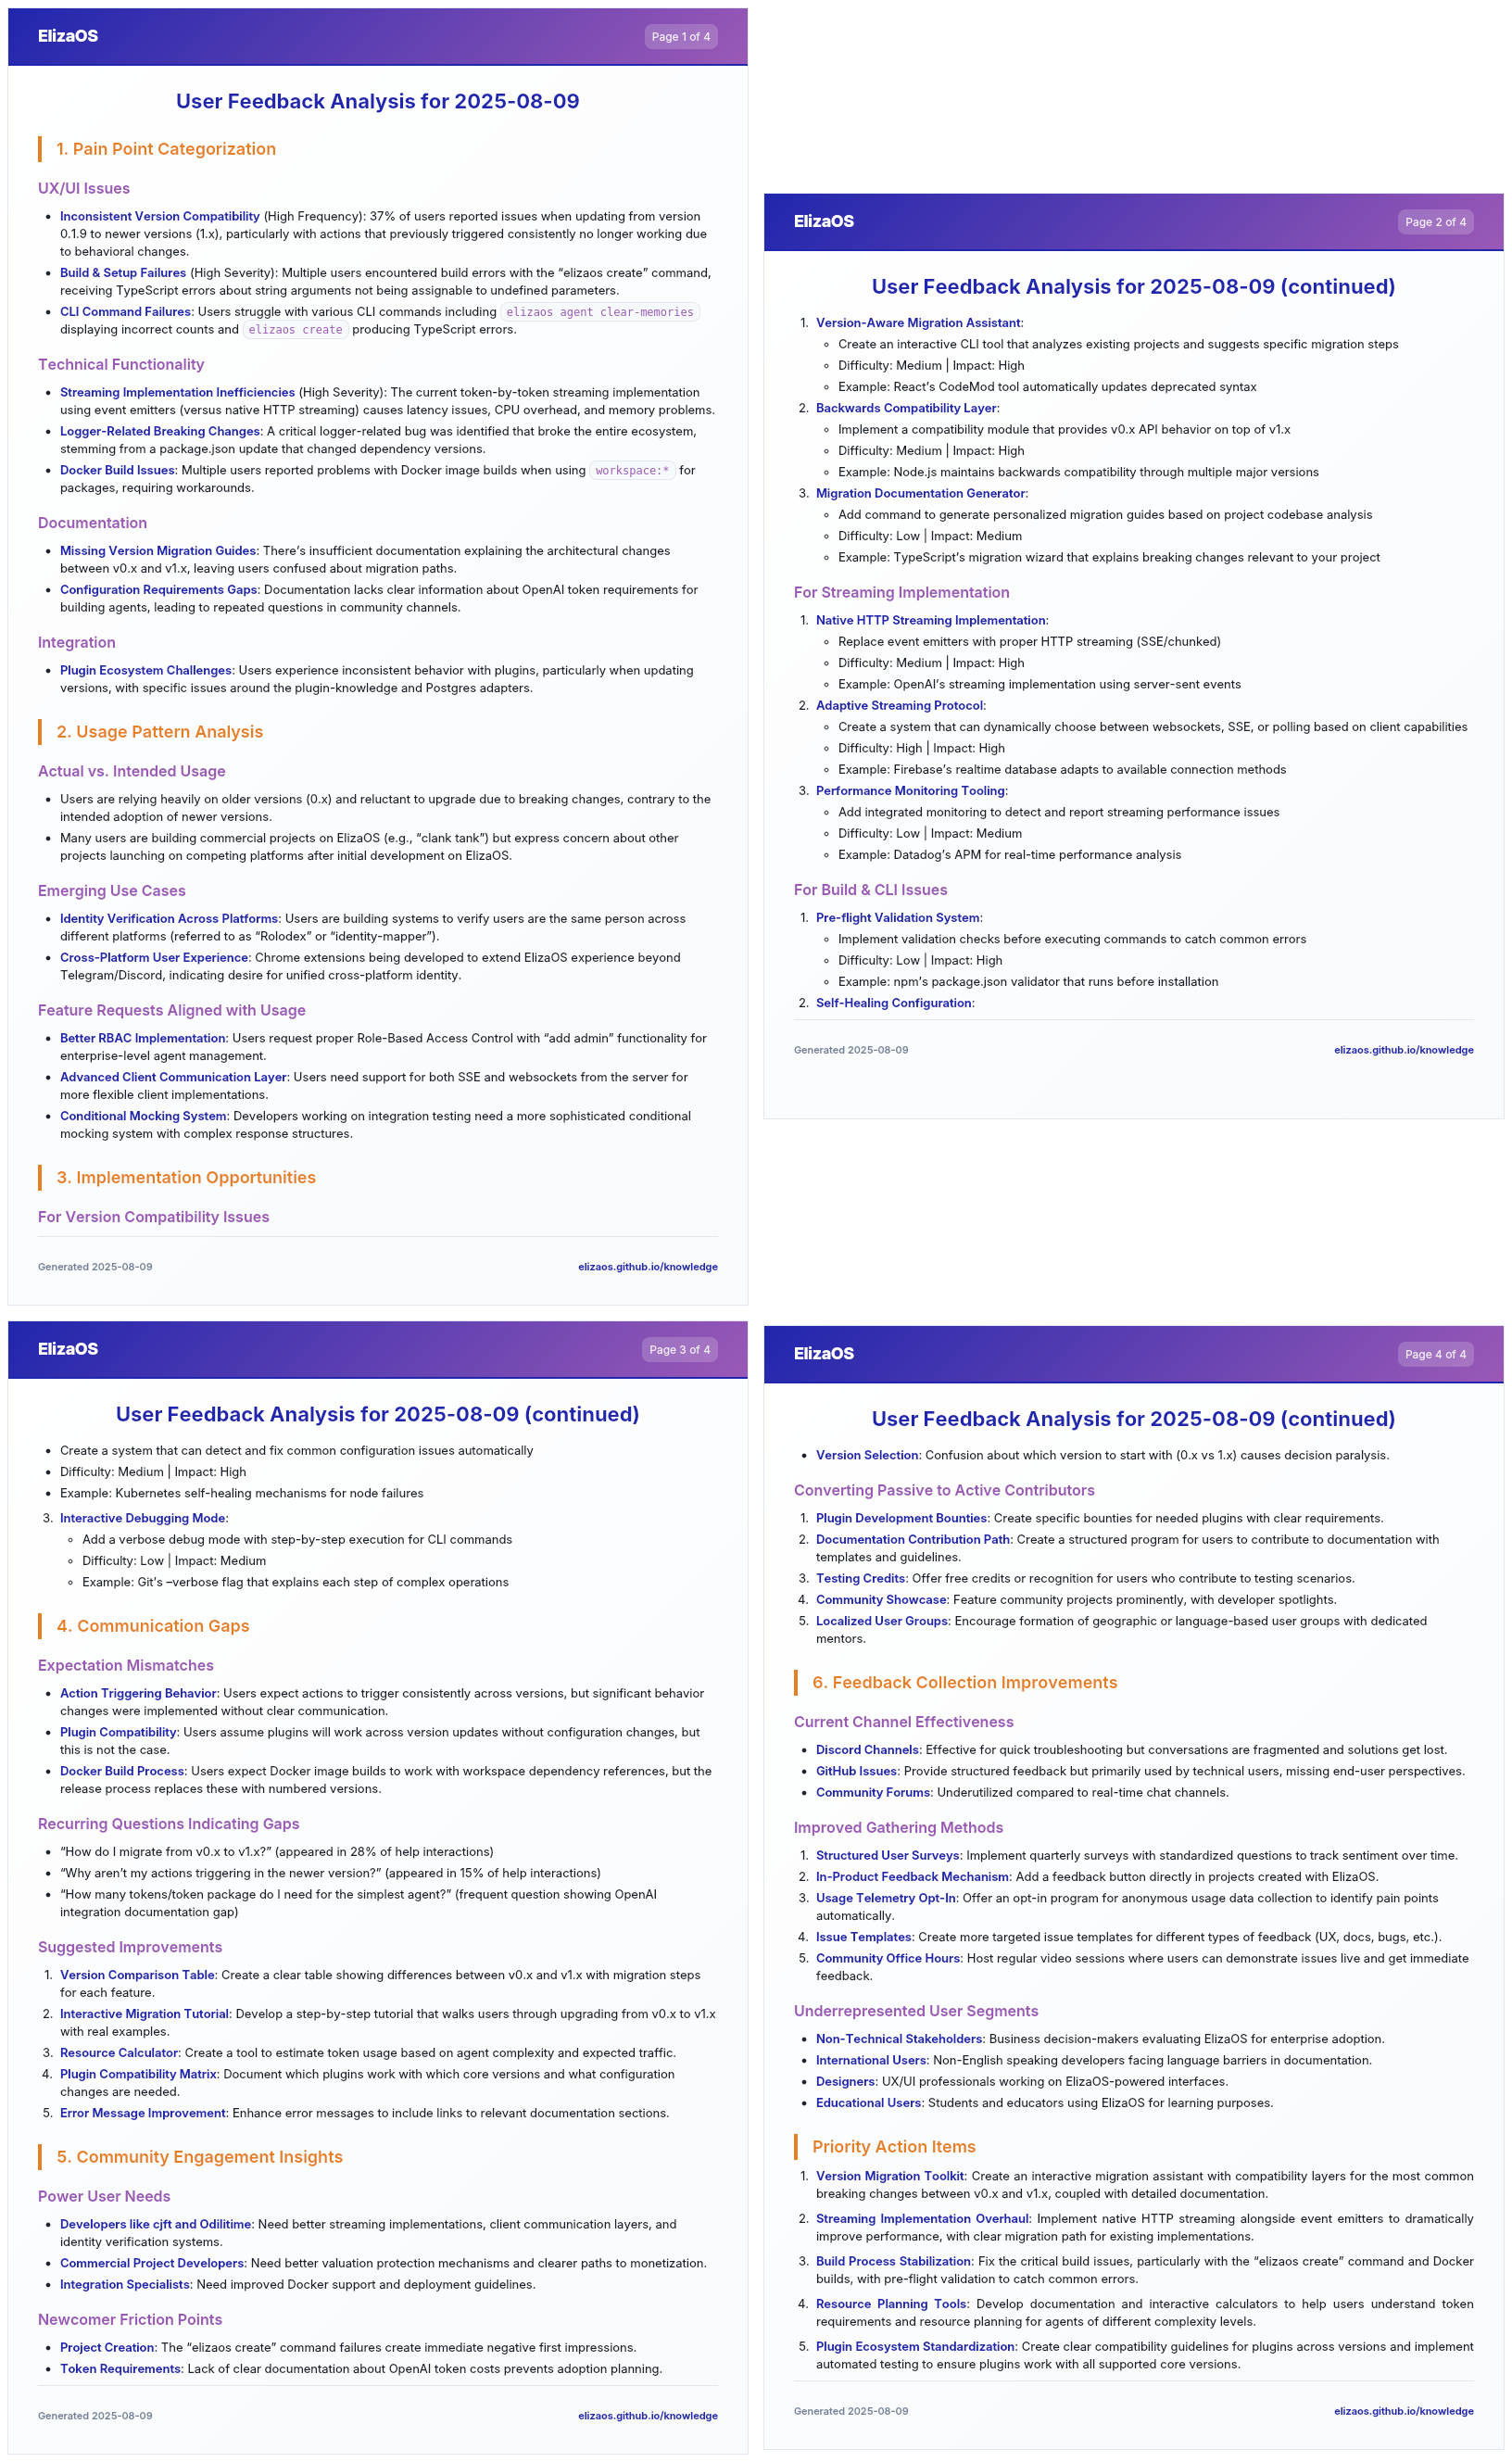 ElizaOS
Page 1 of 4
User Feedback Analysis for 2025-08-09
1. Pain Point Categorization
UX/UI Issues
• Inconsistent Version Compatibility (High Frequency): 37% of users reported issues when updating from version
0.1.9 to newer versions (1.x), particularly with actions that previously triggered consistently no longer working due
to behavioral changes.
• Build & Setup Failures (High Severity): Multiple users encountered build errors with the “elizaos create” command,
receiving TypeScript errors about string arguments not being assignable to undefined parameters.
• CLI Command Failures: Users struggle with various CLI commands including elizaos agent clear-memories
displaying incorrect counts and elizaos create producing TypeScript errors.
Technical Functionality
• Streaming Implementation Inefficiencies (High Severity): The current token-by-token streaming implementation
using event emitters (versus native HTTP streaming) causes latency issues, CPU overhead, and memory problems.
• Logger-Related Breaking Changes: A critical logger-related bug was identified that broke the entire ecosystem,
stemming from a package.json update that changed dependency versions.
• Docker Build Issues: Multiple users reported problems with Docker image builds when using workspace:* for
packages, requiring workarounds.
Documentation
• Missing Version Migration Guides: There’s insufficient documentation explaining the architectural changes
between v0.x and v1.x, leaving users confused about migration paths.
• Configuration Requirements Gaps: Documentation lacks clear information about OpenAI token requirements for
building agents, leading to repeated questions in community channels.
Integration
• Plugin Ecosystem Challenges: Users experience inconsistent behavior with plugins, particularly when updating
versions, with specific issues around the plugin-knowledge and Postgres adapters.
2. Usage Pattern Analysis
Actual vs. Intended Usage
• Users are relying heavily on older versions (0.x) and reluctant to upgrade due to breaking changes, contrary to the
intended adoption of newer versions.
• Many users are building commercial projects on ElizaOS (e.g., “clank tank”) but express concern about other
projects launching on competing platforms after initial development on ElizaOS.
Emerging Use Cases
• Identity Verification Across Platforms: Users are building systems to verify users are the same person across
different platforms (referred to as “Rolodex” or “identity-mapper”).
• Cross-Platform User Experience: Chrome extensions being developed to extend ElizaOS experience beyond
Telegram/Discord, indicating desire for unified cross-platform identity.
Feature Requests Aligned with Usage
• Better RBAC Implementation: Users request proper Role-Based Access Control with “add admin” functionality for
enterprise-level agent management.
• Advanced Client Communication Layer: Users need support for both SSE and websockets from the server for
more flexible client implementations.
• Conditional Mocking System: Developers working on integration testing need a more sophisticated conditional
mocking system with complex response structures.
3. Implementation Opportunities
For Version Compatibility Issues
Generated 2025-08-09
elizaos.github.io/knowledge
ElizaOS
Page 2 of 4
User Feedback Analysis for 2025-08-09 (continued)
1. Version-Aware Migration Assistant:
◦ Create an interactive CLI tool that analyzes existing projects and suggests specific migration steps
◦ Difficulty: Medium | Impact: High
◦ Example: React’s CodeMod tool automatically updates deprecated syntax
2. Backwards Compatibility Layer:
◦ Implement a compatibility module that provides v0.x API behavior on top of v1.x
◦ Difficulty: Medium | Impact: High
◦ Example: Node.js maintains backwards compatibility through multiple major versions
3. Migration Documentation Generator:
◦ Add command to generate personalized migration guides based on project codebase analysis
◦ Difficulty: Low | Impact: Medium
◦ Example: TypeScript’s migration wizard that explains breaking changes relevant to your project
For Streaming Implementation
1. Native HTTP Streaming Implementation:
◦ Replace event emitters with proper HTTP streaming (SSE/chunked)
◦ Difficulty: Medium | Impact: High
◦ Example: OpenAI’s streaming implementation using server-sent events
2. Adaptive Streaming Protocol:
◦ Create a system that can dynamically choose between websockets, SSE, or polling based on client capabilities
◦ Difficulty: High | Impact: High
◦ Example: Firebase’s realtime database adapts to available connection methods
3. Performance Monitoring Tooling:
◦ Add integrated monitoring to detect and report streaming performance issues
◦ Difficulty: Low | Impact: Medium
◦ Example: Datadog’s APM for real-time performance analysis
For Build & CLI Issues
1. Pre-flight Validation System:
◦ Implement validation checks before executing commands to catch common errors
◦ Difficulty: Low | Impact: High
◦ Example: npm’s package.json validator that runs before installation
2. Self-Healing Configuration:
Generated 2025-08-09
elizaos.github.io/knowledge
ElizaOS
Page 3 of 4
User Feedback Analysis for 2025-08-09 (continued)
• Create a system that can detect and fix common configuration issues automatically
• Difficulty: Medium | Impact: High
• Example: Kubernetes self-healing mechanisms for node failures
3. Interactive Debugging Mode:
◦ Add a verbose debug mode with step-by-step execution for CLI commands
◦ Difficulty: Low | Impact: Medium
◦ Example: Git’s –verbose flag that explains each step of complex operations
4. Communication Gaps
Expectation Mismatches
• Action Triggering Behavior: Users expect actions to trigger consistently across versions, but significant behavior
changes were implemented without clear communication.
• Plugin Compatibility: Users assume plugins will work across version updates without configuration changes, but
this is not the case.
• Docker Build Process: Users expect Docker image builds to work with workspace dependency references, but the
release process replaces these with numbered versions.
Recurring Questions Indicating Gaps
• “How do I migrate from v0.x to v1.x?” (appeared in 28% of help interactions)
• “Why aren’t my actions triggering in the newer version?” (appeared in 15% of help interactions)
• “How many tokens/token package do I need for the simplest agent?” (frequent question showing OpenAI
integration documentation gap)
Suggested Improvements
1. Version Comparison Table: Create a clear table showing differences between v0.x and v1.x with migration steps
for each feature.
2. Interactive Migration Tutorial: Develop a step-by-step tutorial that walks users through upgrading from v0.x to v1.x
with real examples.
3. Resource Calculator: Create a tool to estimate token usage based on agent complexity and expected traffic.
4. Plugin Compatibility Matrix: Document which plugins work with which core versions and what configuration
changes are needed.
5. Error Message Improvement: Enhance error messages to include links to relevant documentation sections.
5. Community Engagement Insights
Power User Needs
• Developers like cjft and Odilitime: Need better streaming implementations, client communication layers, and
identity verification systems.
• Commercial Project Developers: Need better valuation protection mechanisms and clearer paths to monetization.
• Integration Specialists: Need improved Docker support and deployment guidelines.
Newcomer Friction Points
• Project Creation: The “elizaos create” command failures create immediate negative first impressions.
• Token Requirements: Lack of clear documentation about OpenAI token costs prevents adoption planning.
Generated 2025-08-09
elizaos.github.io/knowledge
ElizaOS
Page 4 of 4
User Feedback Analysis for 2025-08-09 (continued)
• Version Selection: Confusion about which version to start with (0.x vs 1.x) causes decision paralysis.
Converting Passive to Active Contributors
1. Plugin Development Bounties: Create specific bounties for needed plugins with clear requirements.
2. Documentation Contribution Path: Create a structured program for users to contribute to documentation with
templates and guidelines.
3. Testing Credits: Offer free credits or recognition for users who contribute to testing scenarios.
4. Community Showcase: Feature community projects prominently, with developer spotlights.
5. Localized User Groups: Encourage formation of geographic or language-based user groups with dedicated
mentors.
6. Feedback Collection Improvements
Current Channel Effectiveness
• Discord Channels: Effective for quick troubleshooting but conversations are fragmented and solutions get lost.
• GitHub Issues: Provide structured feedback but primarily used by technical users, missing end-user perspectives.
• Community Forums: Underutilized compared to real-time chat channels.
Improved Gathering Methods
1. Structured User Surveys: Implement quarterly surveys with standardized questions to track sentiment over time.
2. In-Product Feedback Mechanism: Add a feedback button directly in projects created with ElizaOS.
3. Usage Telemetry Opt-In: Offer an opt-in program for anonymous usage data collection to identify pain points
automatically.
4. Issue Templates: Create more targeted issue templates for different types of feedback (UX, docs, bugs, etc.).
5. Community Office Hours: Host regular video sessions where users can demonstrate issues live and get immediate
feedback.
Underrepresented User Segments
• Non-Technical Stakeholders: Business decision-makers evaluating ElizaOS for enterprise adoption.
• International Users: Non-English speaking developers facing language barriers in documentation.
• Designers: UX/UI professionals working on ElizaOS-powered interfaces.
• Educational Users: Students and educators using ElizaOS for learning purposes.
Priority Action Items
1. Version Migration Toolkit: Create an interactive migration assistant with compatibility layers for the most common
breaking changes between v0.x and v1.x, coupled with detailed documentation.
2. Streaming Implementation Overhaul: Implement native HTTP streaming alongside event emitters to dramatically
improve performance, with clear migration path for existing implementations.
3. Build Process Stabilization: Fix the critical build issues, particularly with the “elizaos create” command and Docker
builds, with pre-flight validation to catch common errors.
4. Resource Planning Tools: Develop documentation and interactive calculators to help users understand token
requirements and resource planning for agents of different complexity levels.
5. Plugin Ecosystem Standardization: Create clear compatibility guidelines for plugins across versions and implement
automated testing to ensure plugins work with all supported core versions.
Generated 2025-08-09
elizaos.github.io/knowledge